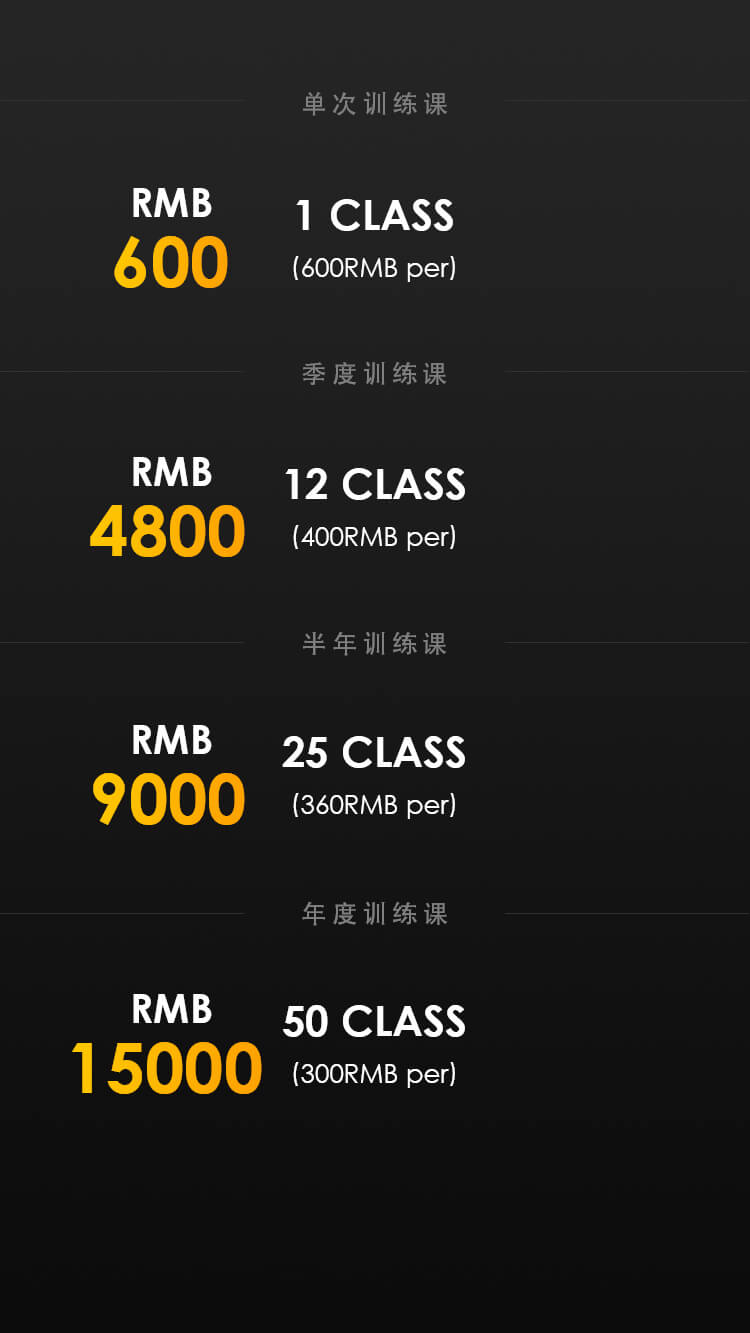 单次训练课
RMB
600
1 CLASS
(600RMB per)
季度训练课
RMB
4800
12 CLASS
(400RMB per)
半年训练课
RMB
9000
25 CLASS
(360RMB per)
年度训练课
RMB
15000
50 CLASS
(300RMB per)